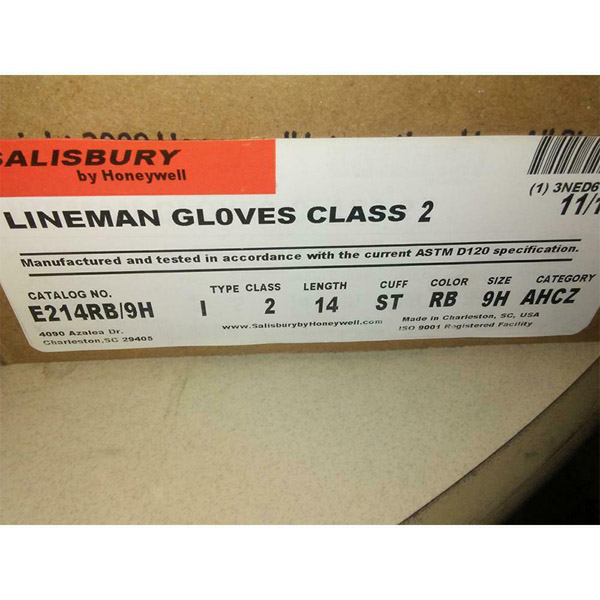 SALISBURY
by Honeywell
(1) 3NED6
11/1
LINEMAN GLOVES CLASS 2
Manufactured and tested in accordance with the current ASTM D120 specification.
CATALOG NO. TYPE CLASS LENGTH CUFF COLOR SIZE CATEGORY
E214RB/9H I 2 14 ST RB 9H AHCZ
4090 Azalea Dr. www.SalisburybyHoneywell.com Made in Charleston, SC, USA
Charleston,SC 29405 ISO 9001 Registered Facility